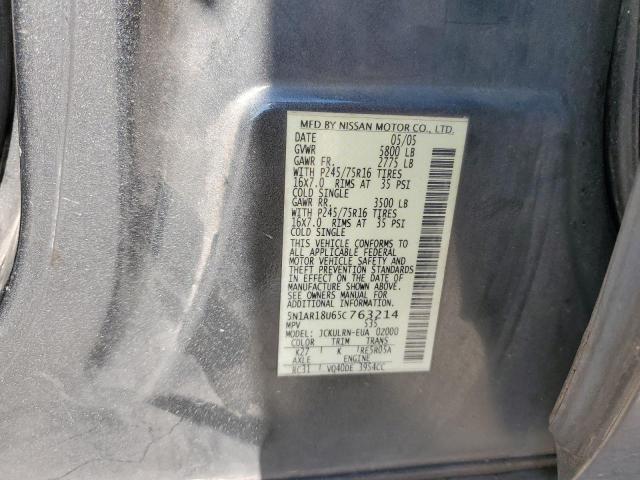 MFD BY NISSAN MOTOR CO., LTD.
DATE 05/05
GVWR 5800 LB
GAWR FR. 2775 LB
WITH P245/75R16 TIRES
16X7.0 RIMS AT 35 PSI
COLD SINGLE
GAWR RR. 3500 LB
WITH P245/75R16 TIRES
16X7.0 RIMS AT 35 PSI
COLD SINGLE
THIS VEHICLE CONFORMS TO
ALL APPLICABLE FEDERAL
MOTOR VEHICLE SAFETY AND
THEFT PREVENTION STANDARDS
IN EFFECT ON THE DATE OF
MANUFACTURE SHOWN ABOVE.
SEE OWNERS MANUAL FOR
ADDITIONAL INFORMATION.
5N1AR18U65C763214
MPV 535
MODEL: JCKULRN-EUA 02000
COLOR TRIM TRANS
K27 K RE5R05A
AXLE ENGINE
RC31 VQ40DE 3954CC